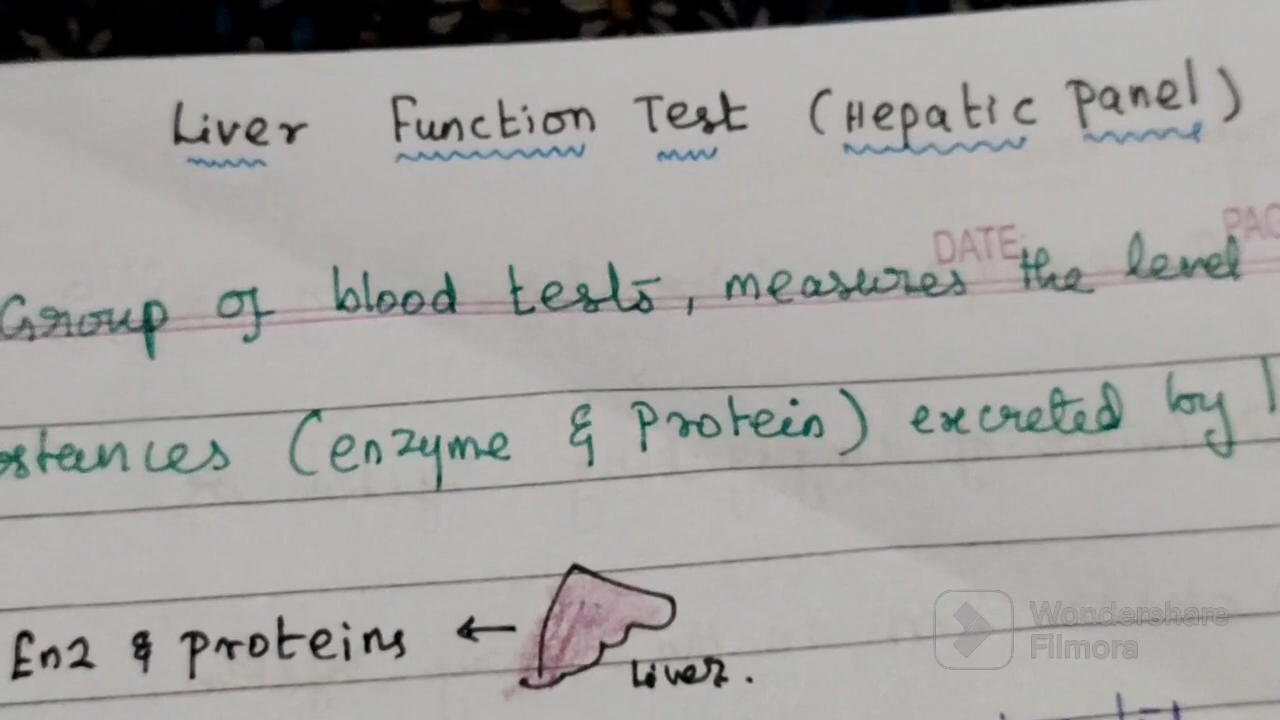 Liver Function Test (Hepatic Panel)
DATE:
Group of blood tests, measures the level
(enzyme & Protein) excreted by
Enz & proteins ←
Liver.
Wondershare
Filmora